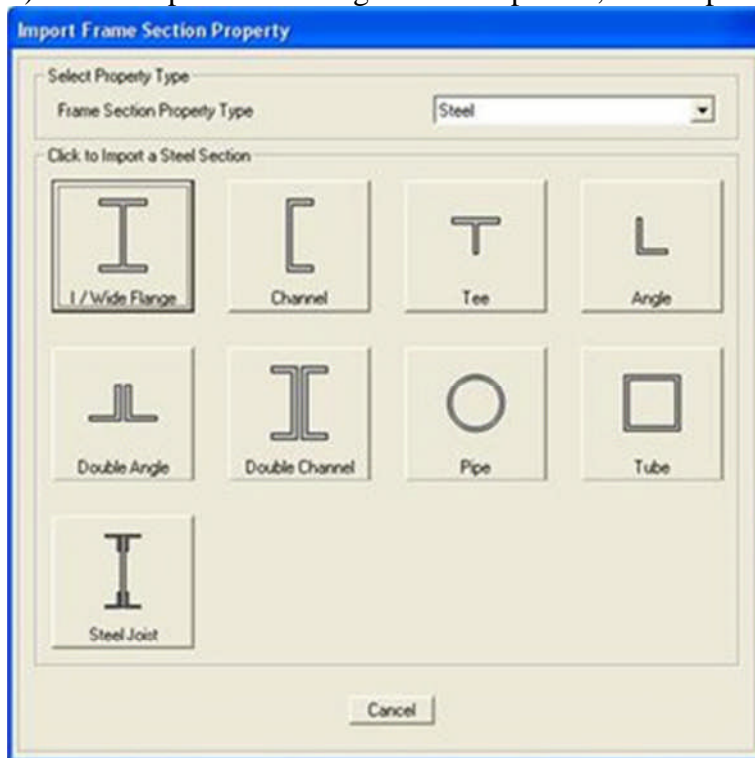 Import Frame Section Property
Select Property Type
Frame Section Property Type
Steel
Click to Import a Steel Section
I / Wide Flange
Channel
Tee
Angle
Double Angle
Double Channel
Pipe
Tube
Steel Joist
Cancel